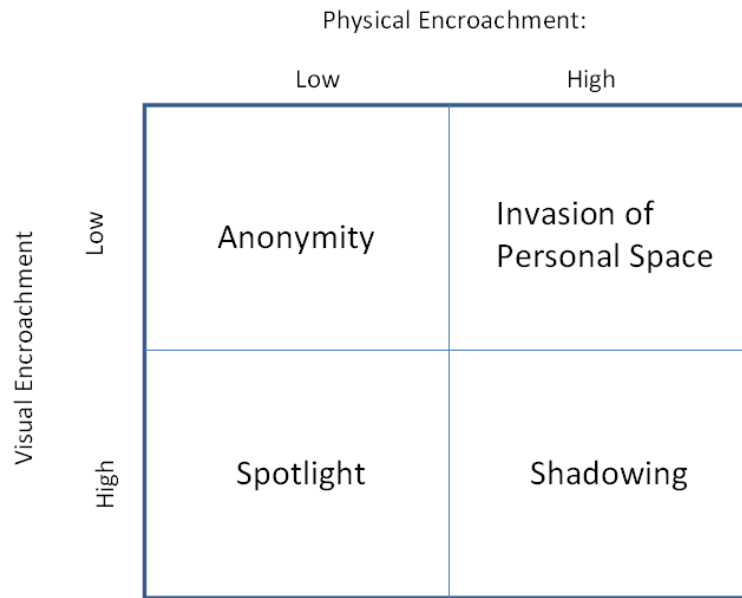 Physical Encroachment:
Low
High
Visual Encroachment
Low
Anonymity
Invasion of
Personal Space
High
Spotlight
Shadowing